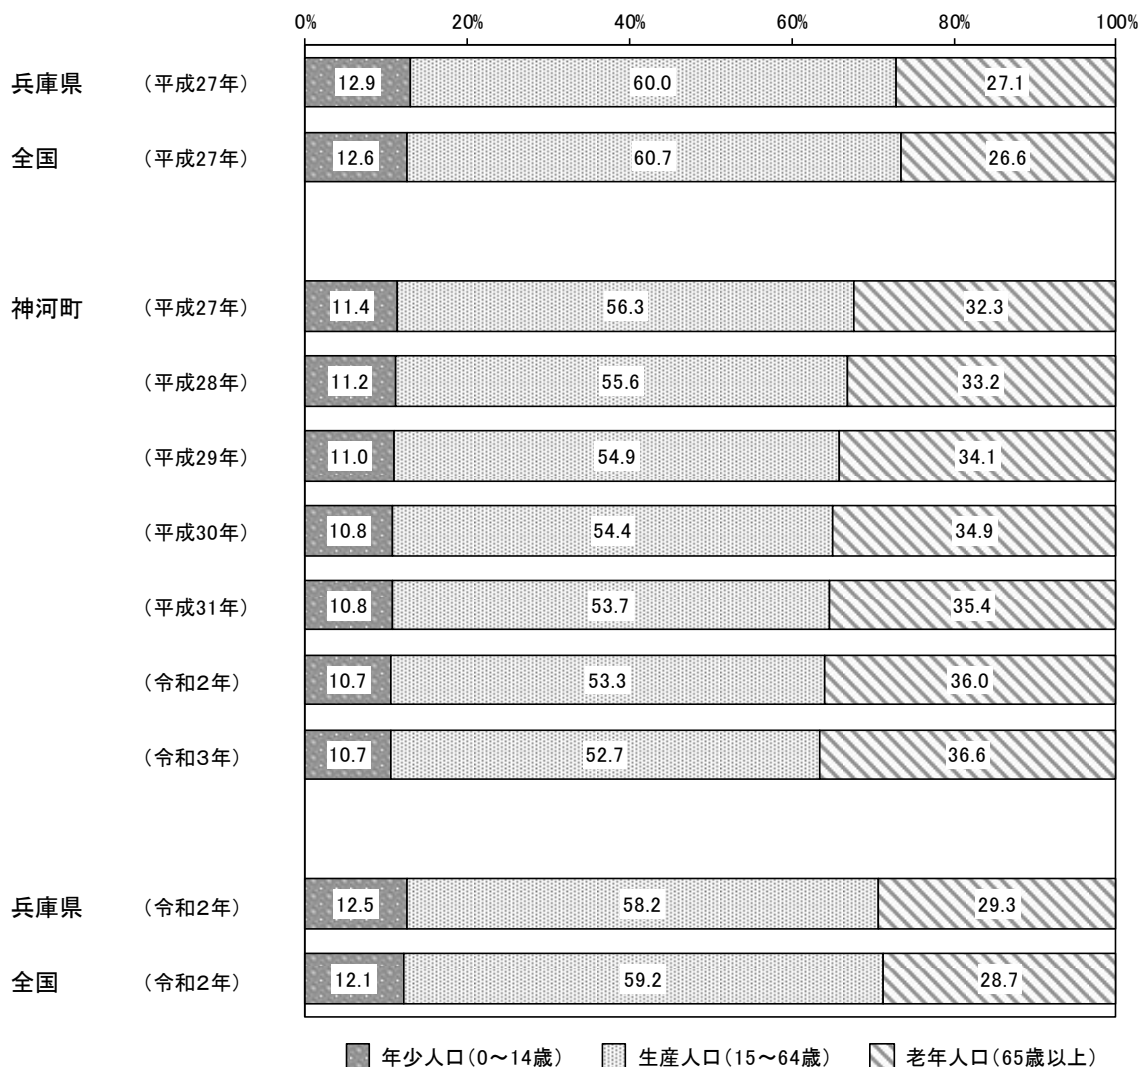 0% 20% 40% 60% 80% 100%
兵庫県 （平成27年） 12.9 60.0 27.1
全国 （平成27年） 12.6 60.7 26.6
神河町 （平成27年） 11.4 56.3 32.3
（平成28年） 11.2 55.6 33.2
（平成29年） 11.0 54.9 34.1
（平成30年） 10.8 54.4 34.9
（平成31年） 10.8 53.7 35.4
（令和2年） 10.7 53.3 36.0
（令和3年） 10.7 52.7 36.6
兵庫県 （令和2年） 12.5 58.2 29.3
全国 （令和2年） 12.1 59.2 28.7
年少人口（0～14歳） 生産人口（15～64歳） 老年人口（65歳以上）